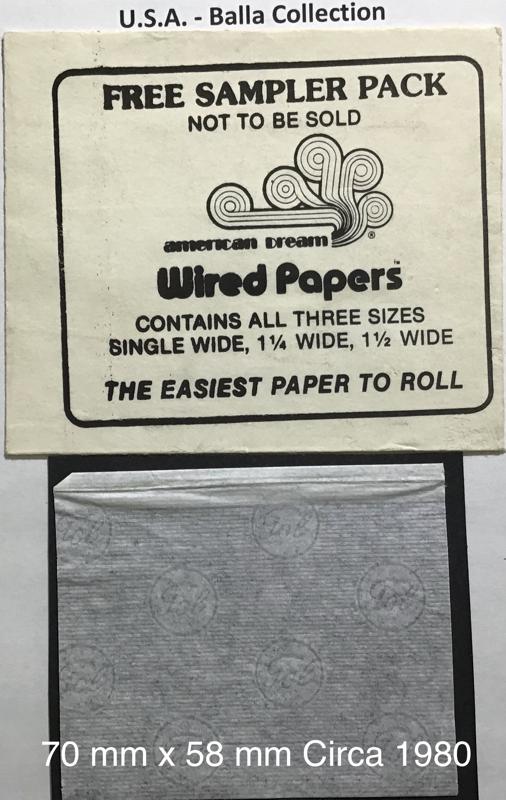 U.S.A. - Balla Collection
FREE SAMPLER PACK
NOT TO BE SOLD
american Dream ®
Wired Papers™
CONTAINS ALL THREE SIZES
SINGLE WIDE, 1¼ WIDE, 1½ WIDE
THE EASIEST PAPER TO ROLL
70 mm x 58 mm Circa 1980